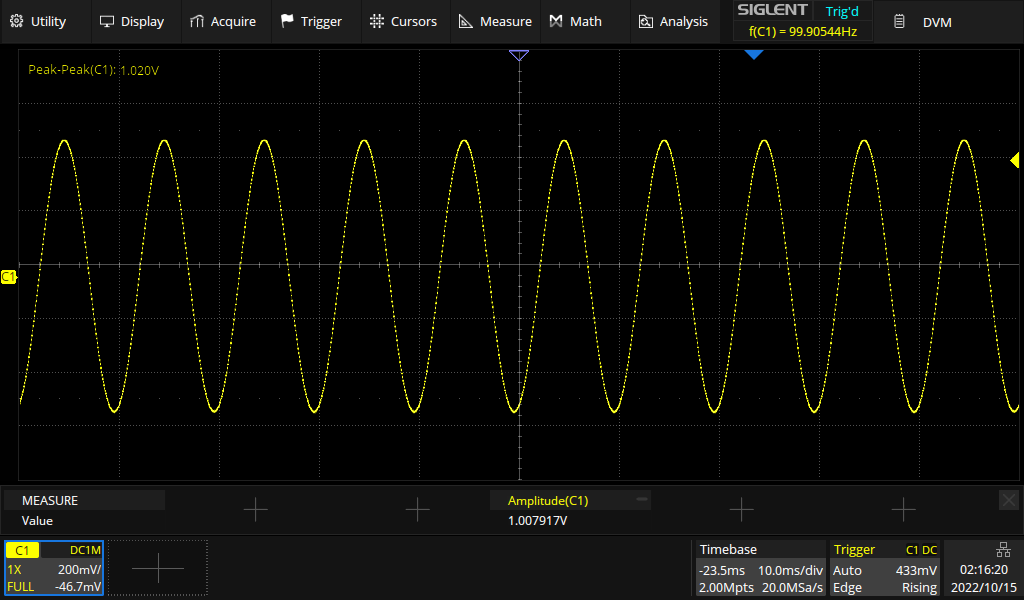 Utility Display Acquire Trigger Cursors Measure Math Analysis SIGLENT Trig'd DVM
f(C1) = 99.90544Hz
Peak-Peak(C1): 1.020V
C1
MEASURE Amplitude(C1)
Value 1.007917V
C1 DC1M Timebase Trigger C1 DC
1X 200mV/ -23.5ms 10.0ms/div Auto 433mV 02:16:20
FULL -46.7mV 2.00Mpts 20.0MSa/s Edge Rising 2022/10/15